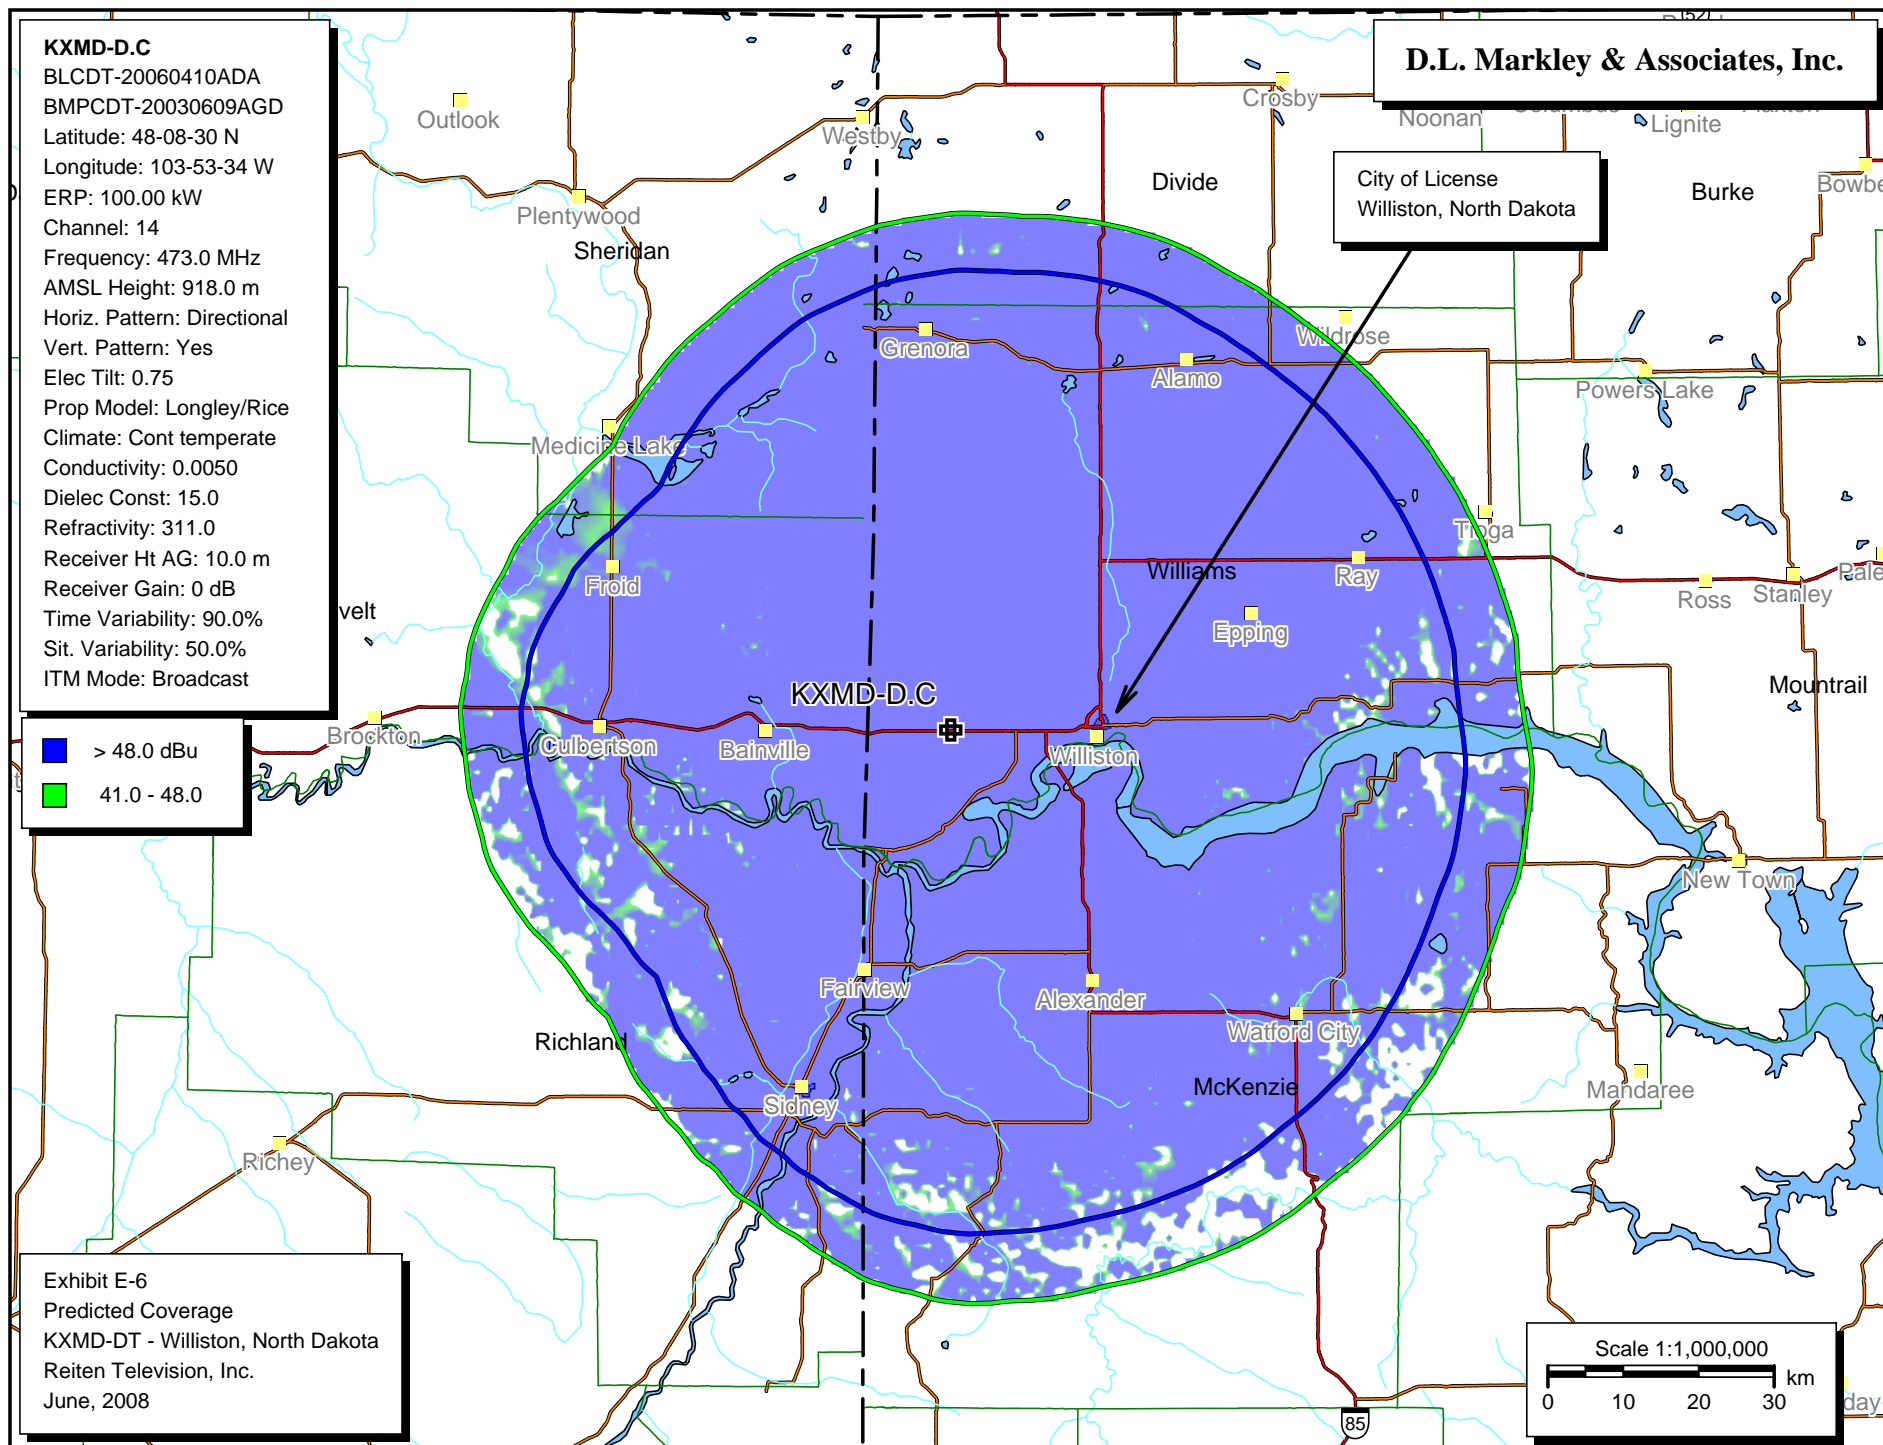 KXMD-D.C
BLCDT-20060410ADA
BMPCDT-20030609AGD
Latitude: 48-08-30 N
Longitude: 103-53-34 W
ERP: 100.00 kW
Channel: 14
Frequency: 473.0 MHz
AMSL Height: 918.0 m
Horiz. Pattern: Directional
Vert. Pattern: Yes
Elec Tilt: 0.75
Prop Model: Longley/Rice
Climate: Cont temperate
Conductivity: 0.0050
Dielec Const: 15.0
Refractivity: 311.0
Receiver Ht AG: 10.0 m
Receiver Gain: 0 dB
Time Variability: 90.0%
Sit. Variability: 50.0%
ITM Mode: Broadcast
> 48.0 dBu
41.0 - 48.0
D.L. Markley & Associates, Inc.
City of License
Williston, North Dakota
52
Outlook
Westby
Crosby
Noonan
Lignite
Divide
Burke
Bowbe
Plentywood
Sheridan
Grenora
Wildrose
Alamo
Powers Lake
Medicine Lake
Tioga
Froid
Williams
Ray
Ross
Stanley
Pale
velt
Epping
Mountrail
KXMD-D.C
Brockton
Culbertson
Bainville
Williston
New Town
Fairview
Alexander
Watford City
Richland
McKenzie
Mandaree
Sidney
Richey
Exhibit E-6
Predicted Coverage
KXMD-DT - Williston, North Dakota
Reiten Television, Inc.
June, 2008
85
Scale 1:1,000,000
km
0 10 20 30
day